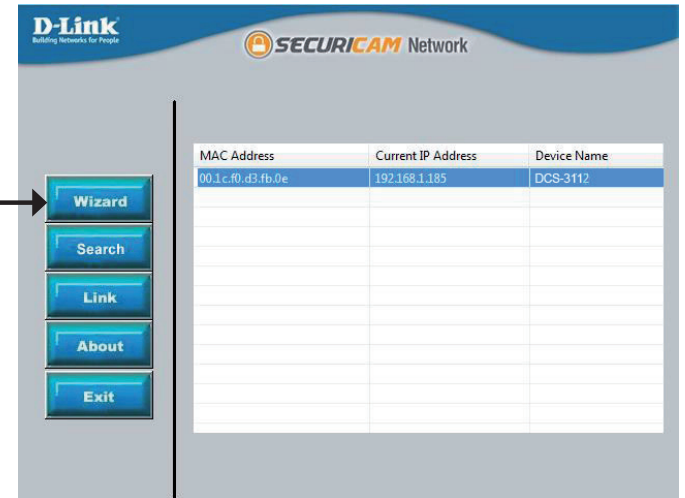 D-Link
Building Networks for People
SECURICAM Network
MAC Address Current IP Address Device Name
00.1c.f0.d3.fb.0e 192.168.1.185 DCS-3112
Wizard
Search
Link
About
Exit